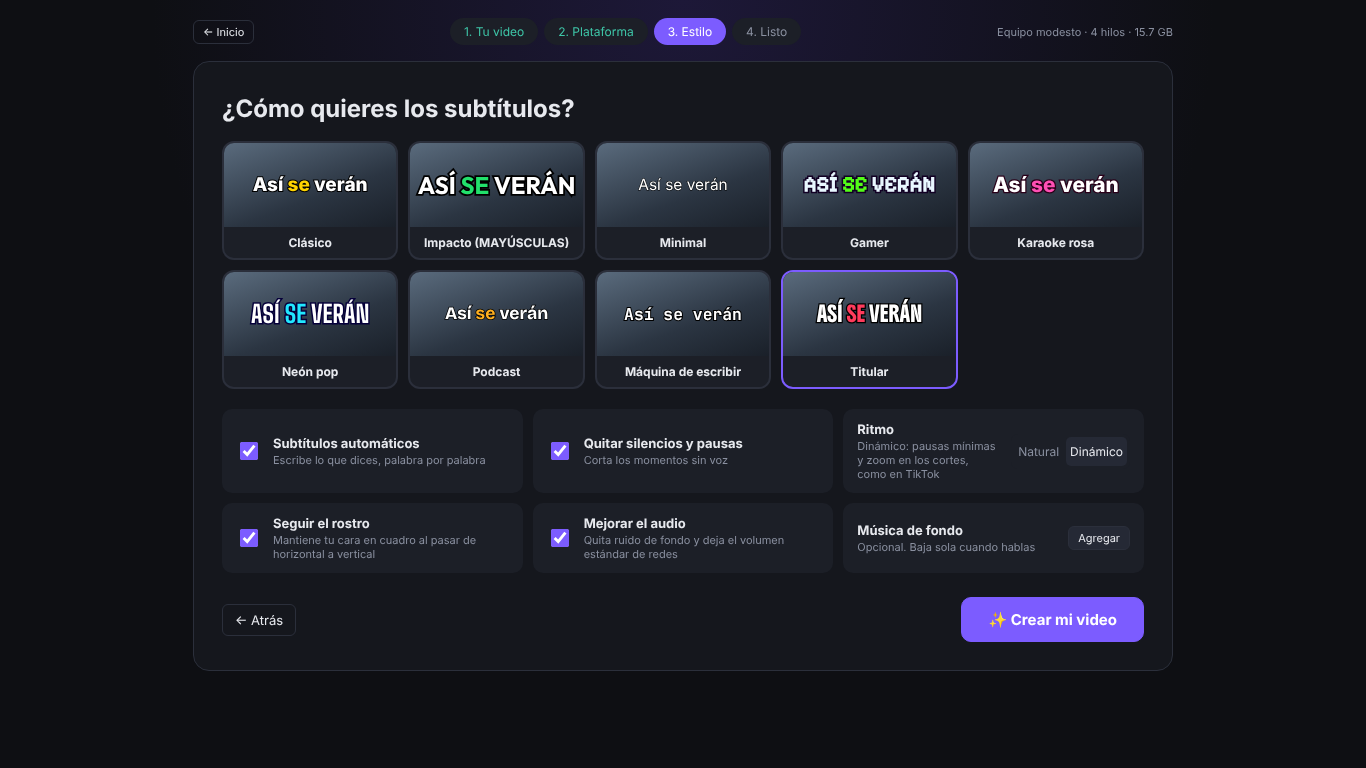 ← Inicio
1. Tu video
2. Plataforma
3. Estilo
4. Listo
Equipo modesto · 4 hilos · 15.7 GB
¿Cómo quieres los subtítulos?
Así se verán
Clásico
ASÍ SE VERÁN
Impacto (MAYÚSCULAS)
Así se verán
Minimal
ASÍ SE VERÁN
Gamer
Así se verán
Karaoke rosa
ASÍ SE VERÁN
Neón pop
Así se verán
Podcast
Así se verán
Máquina de escribir
ASÍ SE VERÁN
Titular
Subtítulos automáticos
Escribe lo que dices, palabra por palabra
Quitar silencios y pausas
Corta los momentos sin voz
Ritmo
Dinámico: pausas mínimas
y zoom en los cortes,
como en TikTok
Natural
Dinámico
Seguir el rostro
Mantiene tu cara en cuadro al pasar de
horizontal a vertical
Mejorar el audio
Quita ruido de fondo y deja el volumen
estándar de redes
Música de fondo
Opcional. Baja sola cuando hablas
Agregar
← Atrás
✨ Crear mi video